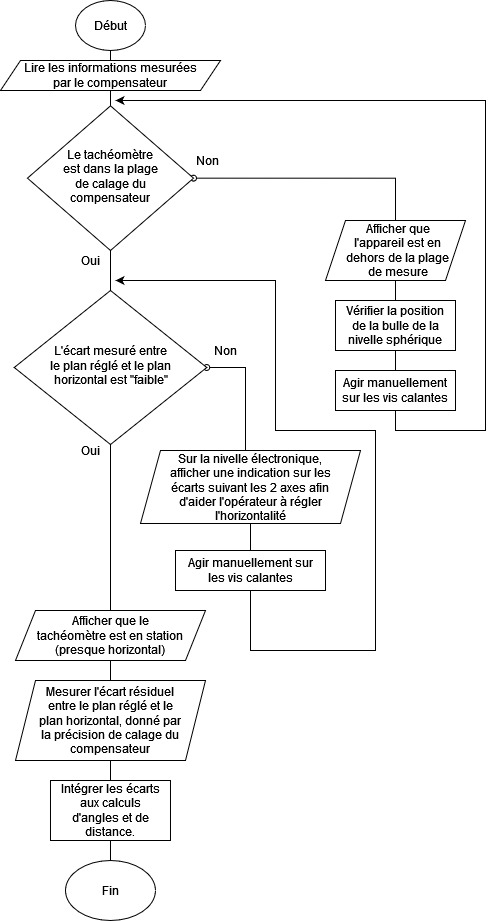 Début
Lire les informations mesurées
par le compensateur
Le tachéomètre
est dans la plage
de calage du
compensateur
Non
Oui
Afficher que
l'appareil est en
dehors de la plage
de mesure
Vérifier la position
de la bulle de la
nivelle sphérique
Agir manuellement
sur les vis calantes
L'écart mesuré entre
le plan réglé et le plan
horizontal est "faible"
Non
Oui
Sur la nivelle électronique,
afficher une indication sur les
écarts suivant les 2 axes afin
d'aider l'opérateur à régler
l'horizontalité
Agir manuellement sur
les vis calantes
Afficher que le
tachéomètre est en station
(presque horizontal)
Mesurer l'écart résiduel
entre le plan réglé et le
plan horizontal, donné par
la précision de calage du
compensateur
Intégrer les écarts
aux calculs
d'angles et de
distance.
Fin